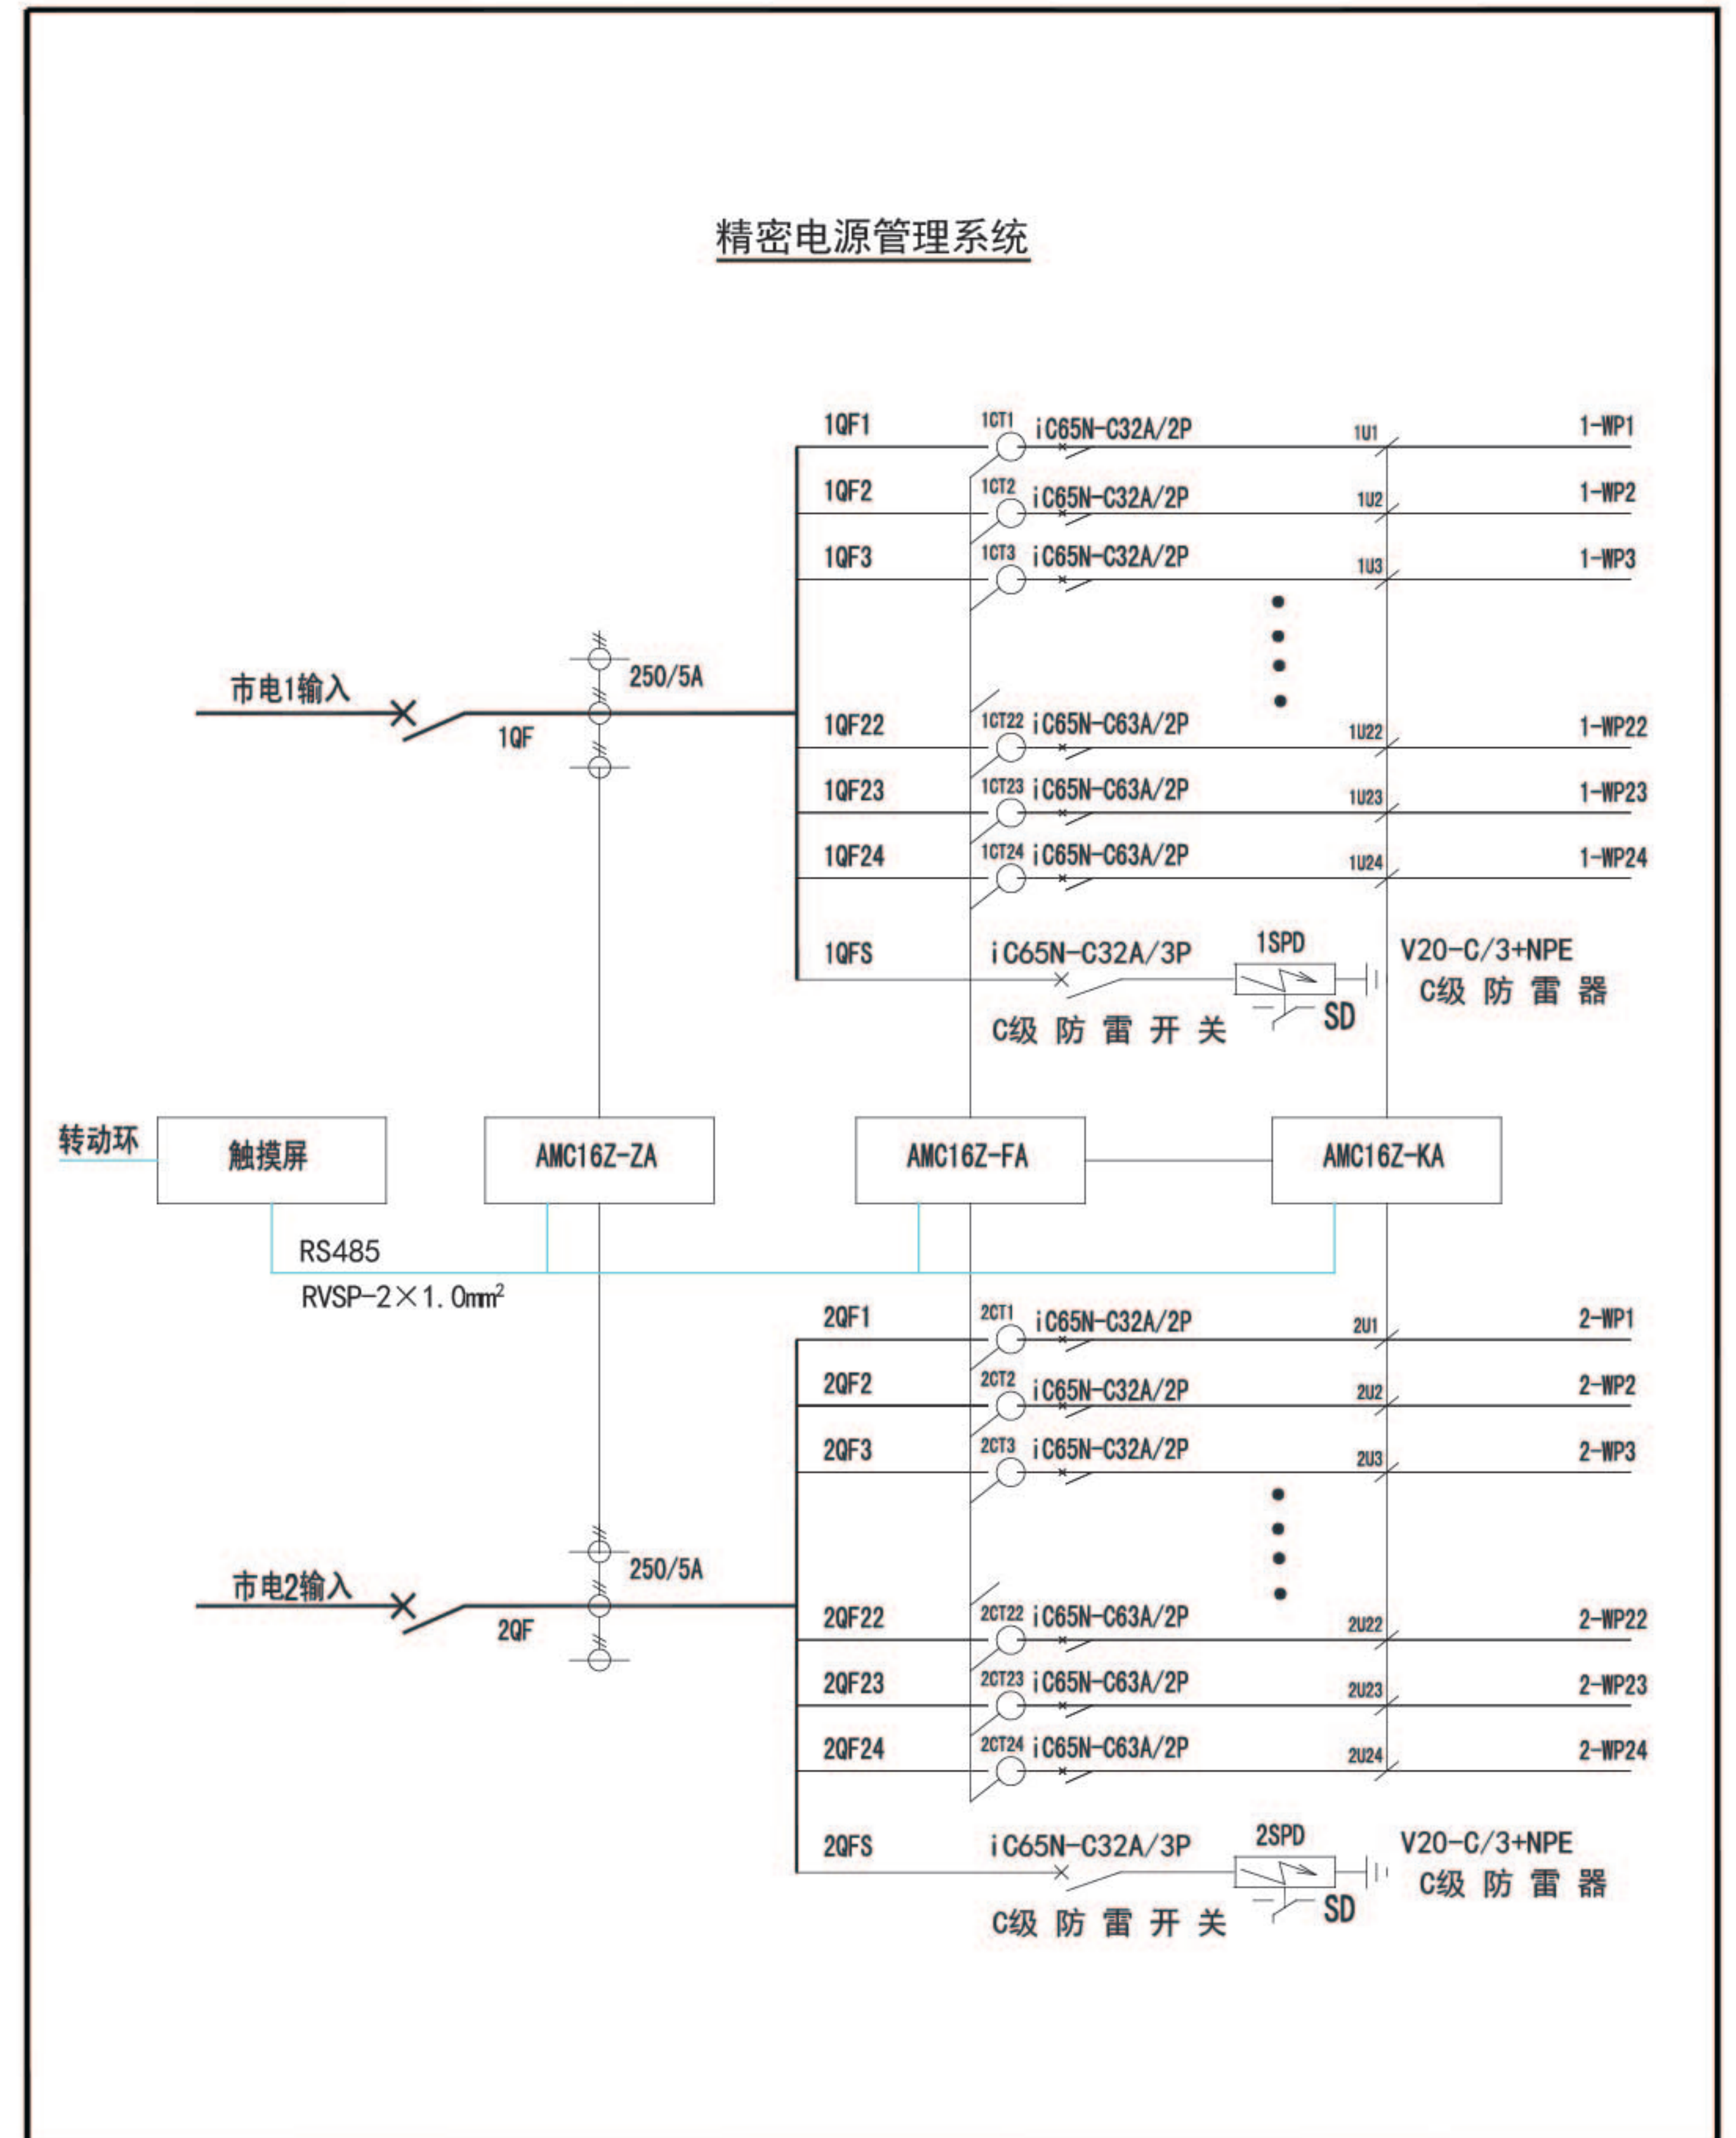 精密电源管理系统
1QF1 1CT1 iC65N-C32A/2P 1U1 1-WP1
1QF2 1CT2 iC65N-C32A/2P 1U2 1-WP2
1QF3 1CT3 iC65N-C32A/2P 1U3 1-WP3
250/5A
市电1输入
1QF
1QF22 1CT22 iC65N-C63A/2P 1U22 1-WP22
1QF23 1CT23 iC65N-C63A/2P 1U23 1-WP23
1QF24 1CT24 iC65N-C63A/2P 1U24 1-WP24
1QFS iC65N-C32A/3P 1SPD V20-C/3+NPE
C级防雷器
C级防雷开关 SD
转动环 触摸屏 AMC16Z-ZA AMC16Z-FA AMC16Z-KA
RS485
RVSP-2×1.0mm²
2QF1 2CT1 iC65N-C32A/2P 2U1 2-WP1
2QF2 2CT2 iC65N-C32A/2P 2U2 2-WP2
2QF3 2CT3 iC65N-C32A/2P 2U3 2-WP3
250/5A
市电2输入
2QF
2QF22 2CT22 iC65N-C63A/2P 2U22 2-WP22
2QF23 2CT23 iC65N-C63A/2P 2U23 2-WP23
2QF24 2CT24 iC65N-C63A/2P 2U24 2-WP24
2QFS iC65N-C32A/3P 2SPD V20-C/3+NPE
C级防雷器
C级防雷开关 SD